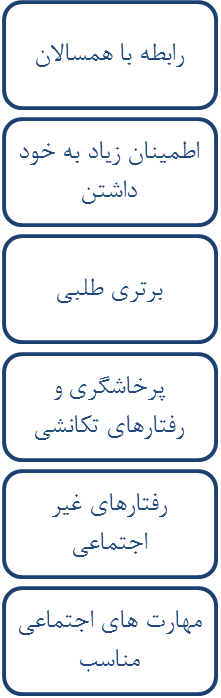 رابطه با همسالان
اطمینان زیاد به خود
داشتن
برتری طلبی
پرخاشگری و
رفتارهای تکانشی
رفتارهای غیر
اجتماعی
مهارت های اجتماعی
مناسب